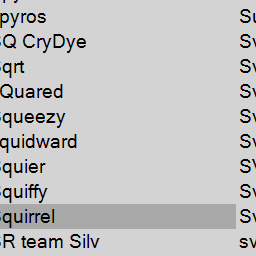 pyros Su
Q CryDye Sv
qrt Sv
Quared SV
queezy Sv
quidward Sv
quier Sv
quiffy Sv
quirrel Sv
R team Silv sv